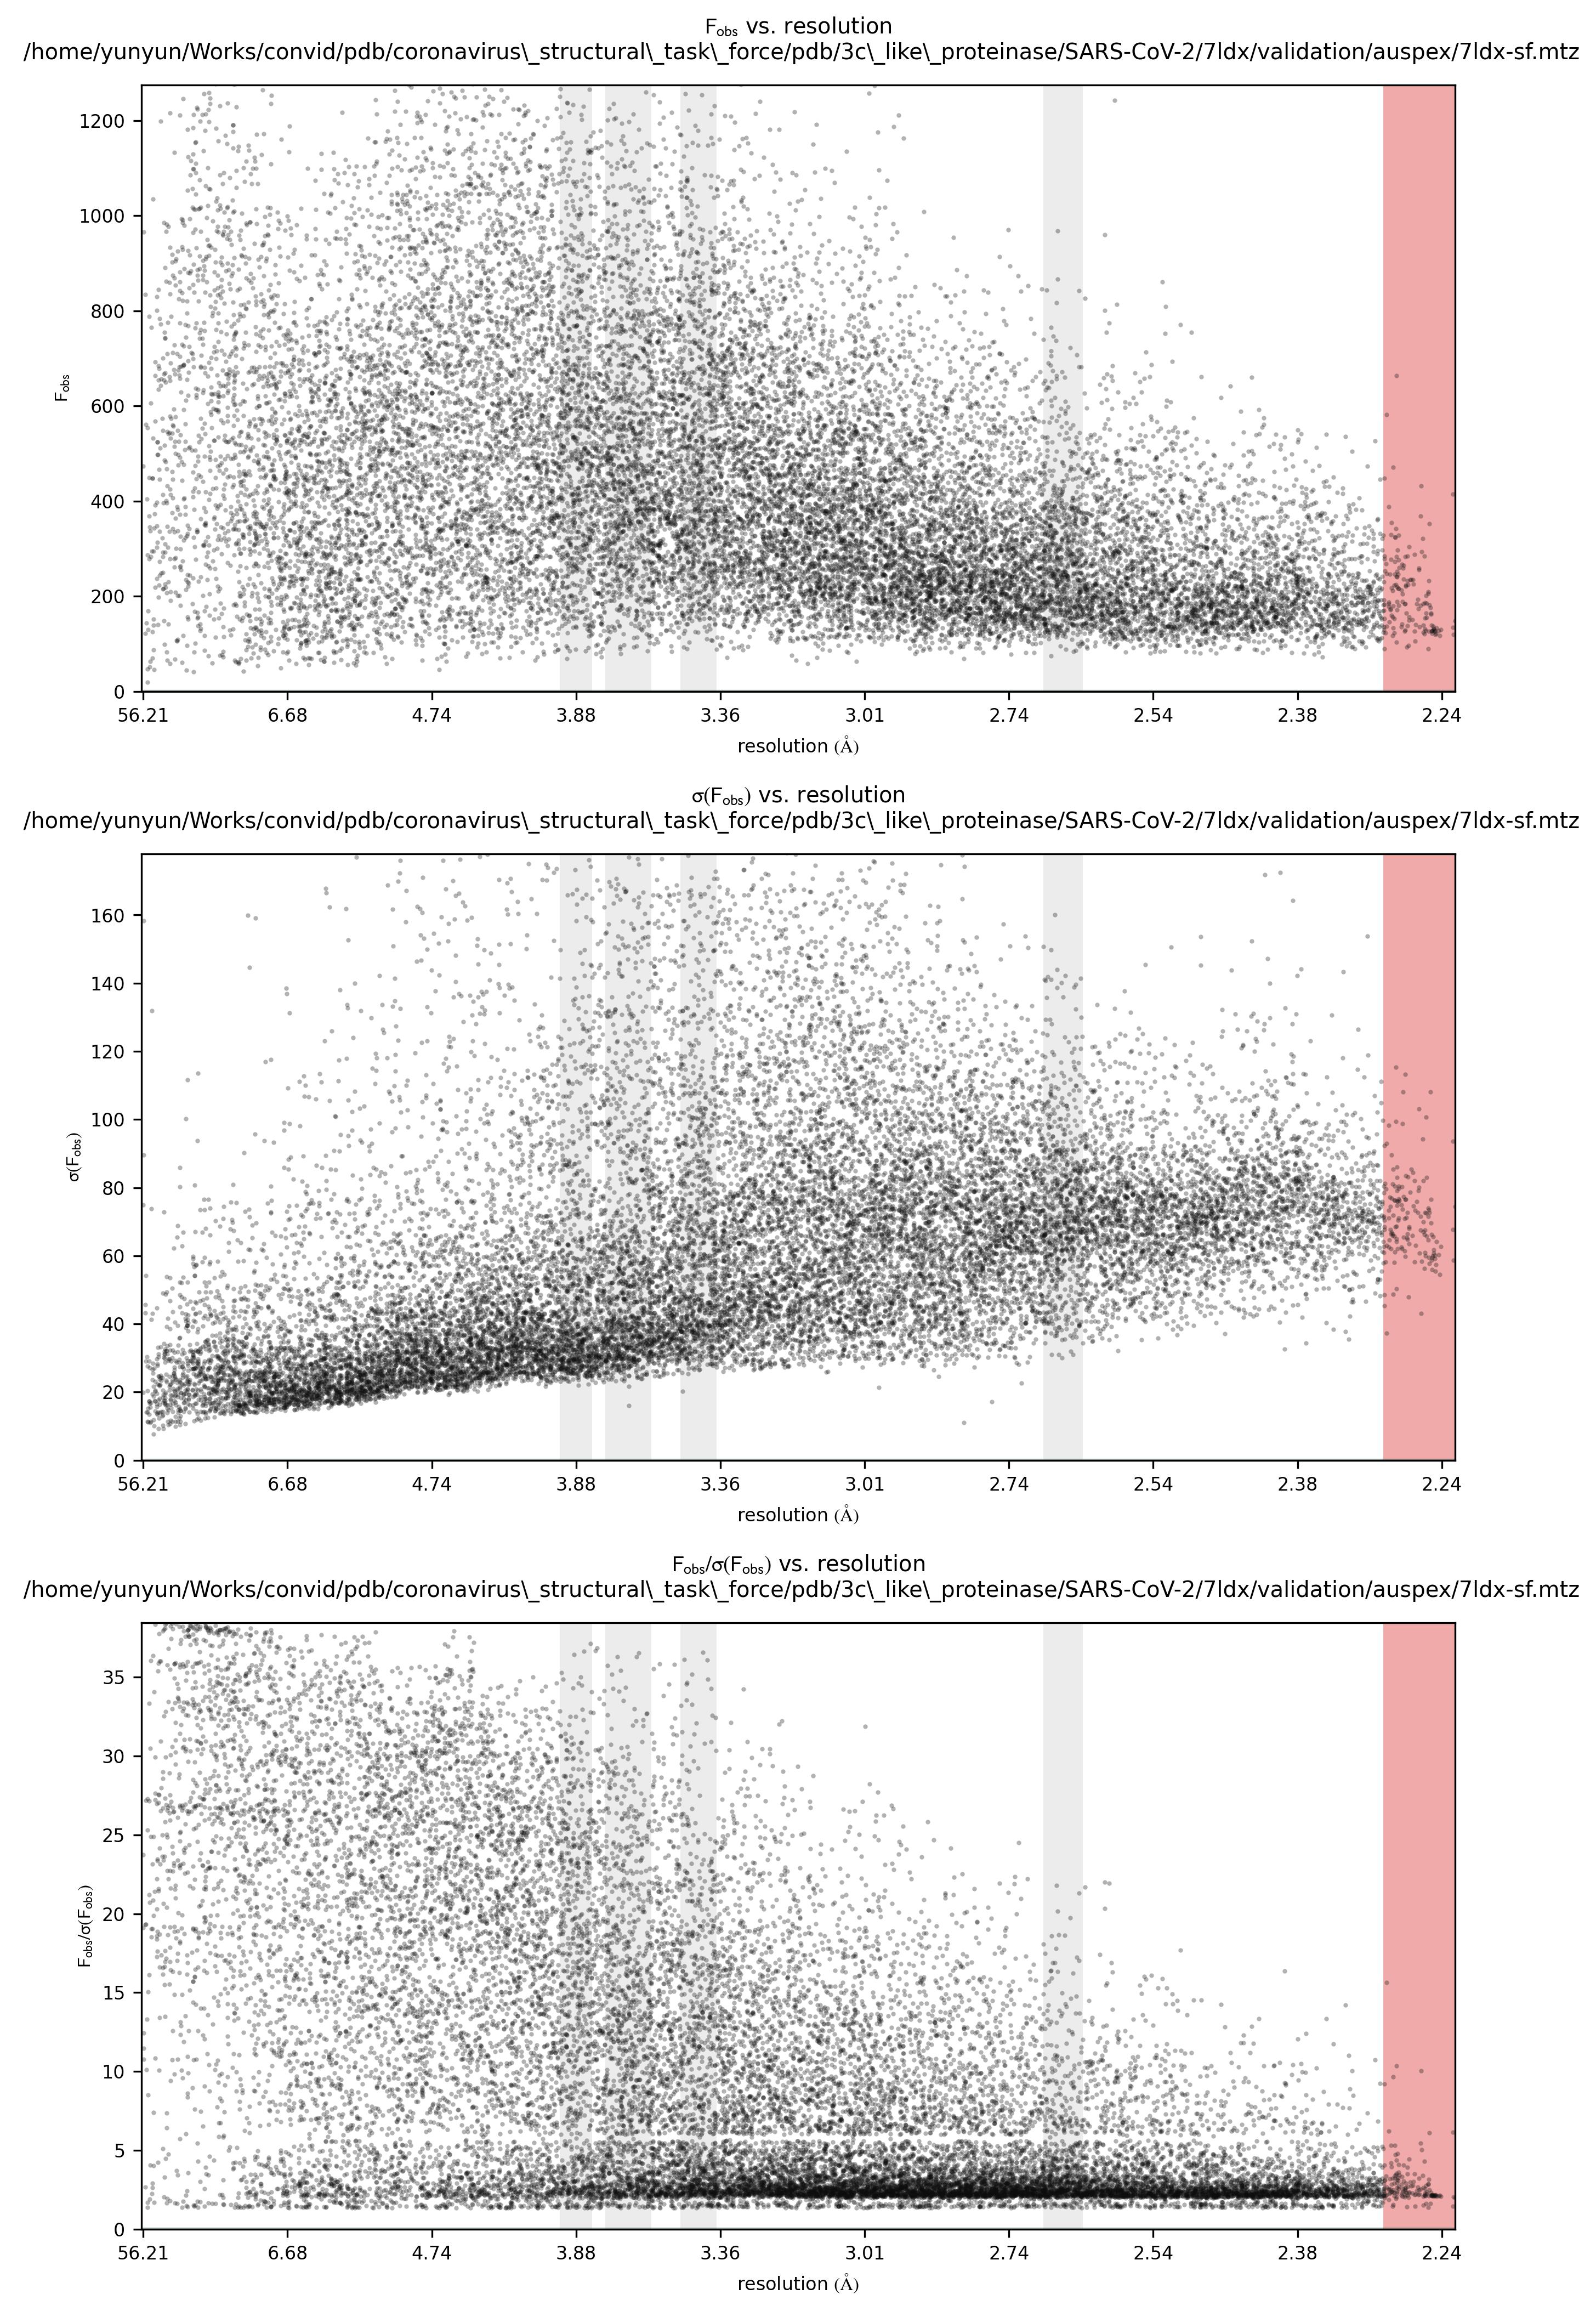 Fobs vs. resolution
/home/yunyun/Works/convid/pdb/coronavirus\_structural\_task\_force/pdb/3c\_like\_proteinase/SARS-CoV-2/7ldx/validation/auspex/7ldx-sf.mtz
1200
1000
800
600
400
200
0
Fobs
56.21 6.68 4.74 3.88 3.36 3.01 2.74 2.54 2.38 2.24
resolution (Å)
σ(Fobs) vs. resolution
/home/yunyun/Works/convid/pdb/coronavirus\_structural\_task\_force/pdb/3c\_like\_proteinase/SARS-CoV-2/7ldx/validation/auspex/7ldx-sf.mtz
160
140
120
100
80
60
40
20
0
σ(Fobs)
56.21 6.68 4.74 3.88 3.36 3.01 2.74 2.54 2.38 2.24
resolution (Å)
Fobs/σ(Fobs) vs. resolution
/home/yunyun/Works/convid/pdb/coronavirus\_structural\_task\_force/pdb/3c\_like\_proteinase/SARS-CoV-2/7ldx/validation/auspex/7ldx-sf.mtz
35
30
25
20
15
10
5
0
Fobs/σ(Fobs)
56.21 6.68 4.74 3.88 3.36 3.01 2.74 2.54 2.38 2.24
resolution (Å)